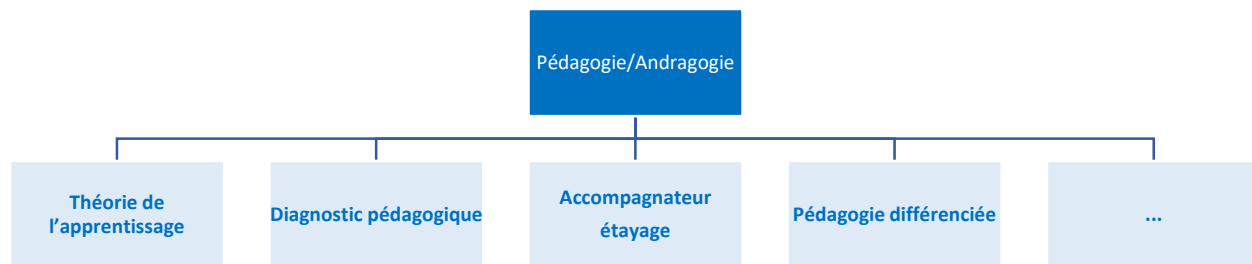 Pédagogie/Andragogie
Théorie de
l’apprentissage
Diagnostic pédagogique
Accompagnateur
étayage
Pédagogie différenciée
...